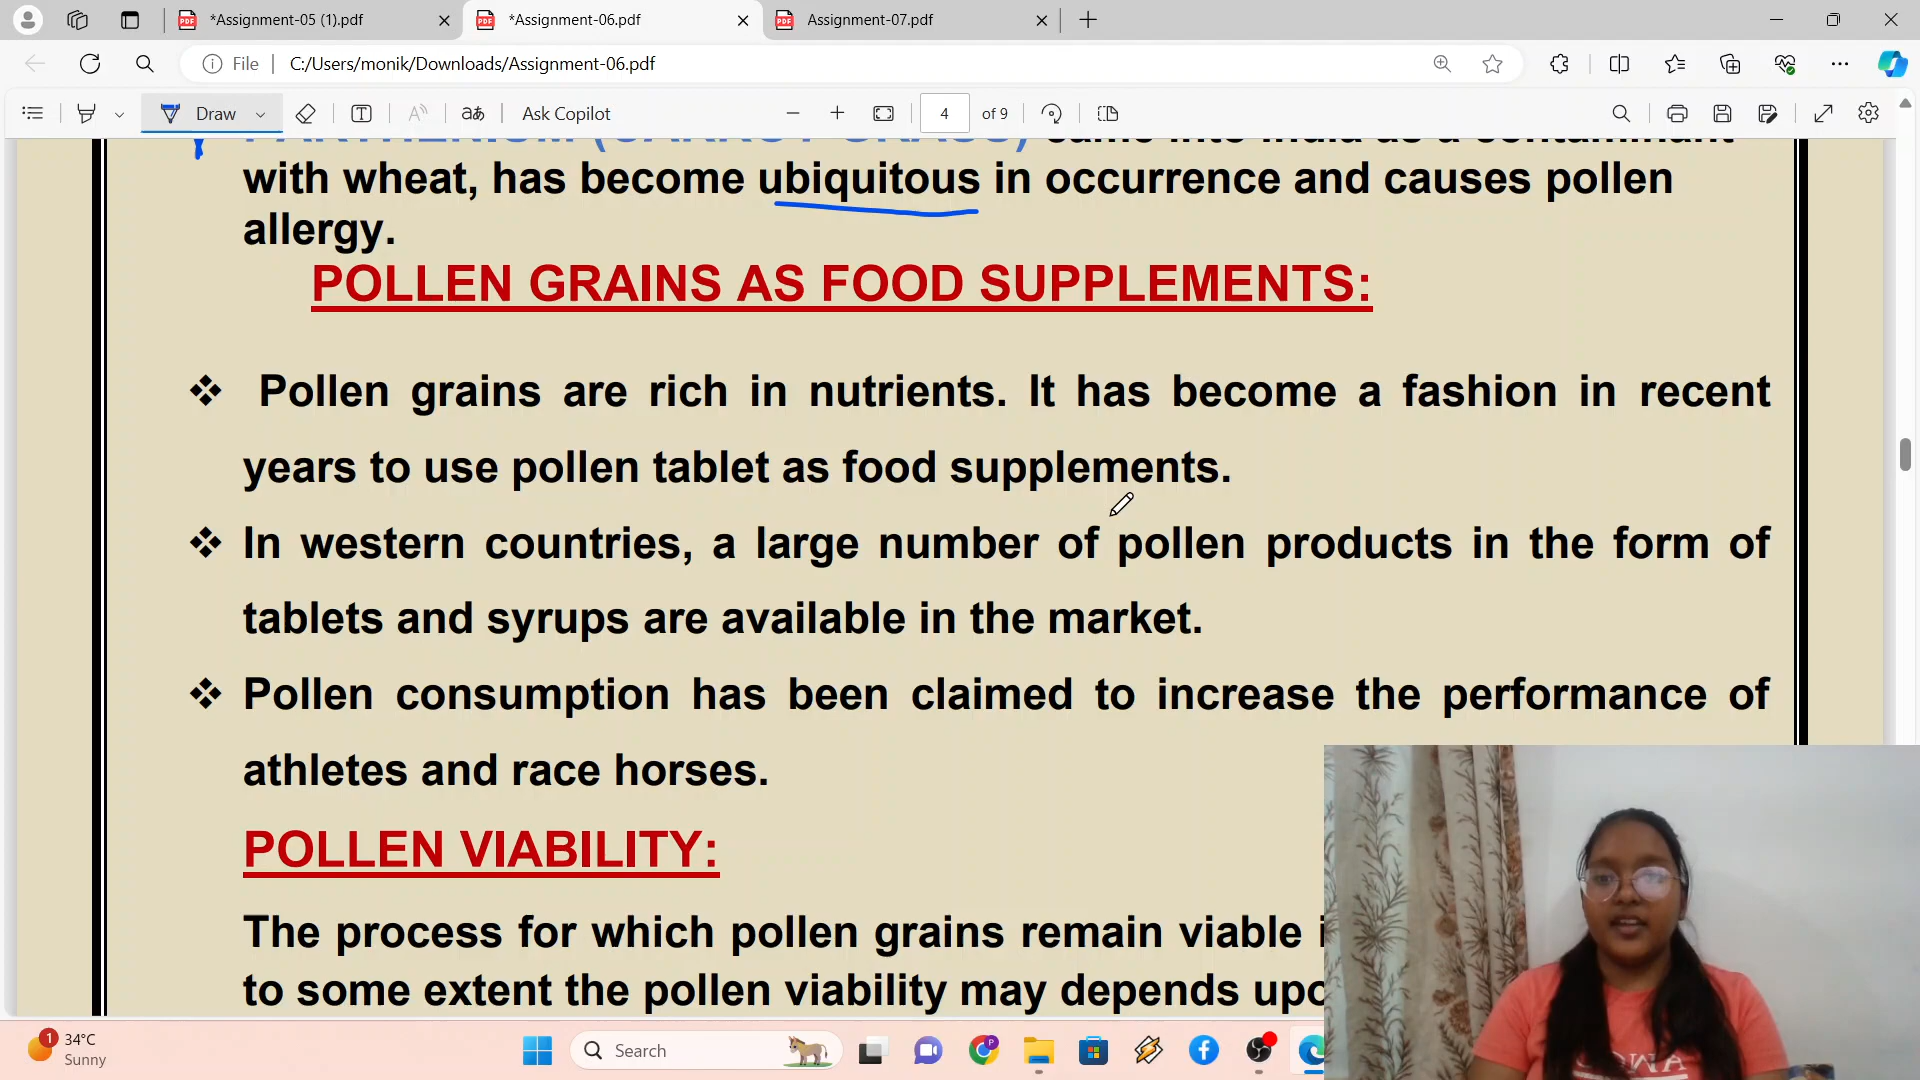 *Assignment-05 (1).pdf
*Assignment-06.pdf
Assignment-07.pdf
File
C:/Users/monik/Downloads/Assignment-06.pdf
Draw
Ask Copilot
4 of 9
with wheat, has become ubiquitous in occurrence and causes pollen
allergy.
POLLEN GRAINS AS FOOD SUPPLEMENTS:
❖ Pollen grains are rich in nutrients. It has become a fashion in recent
years to use pollen tablet as food supplements.
❖ In western countries, a large number of pollen products in the form of
tablets and syrups are available in the market.
❖ Pollen consumption has been claimed to increase the performance of
athletes and race horses.
POLLEN VIABILITY:
The process for which pollen grains remain viable
to some extent the pollen viability may depends
1
34°C
Sunny
Search